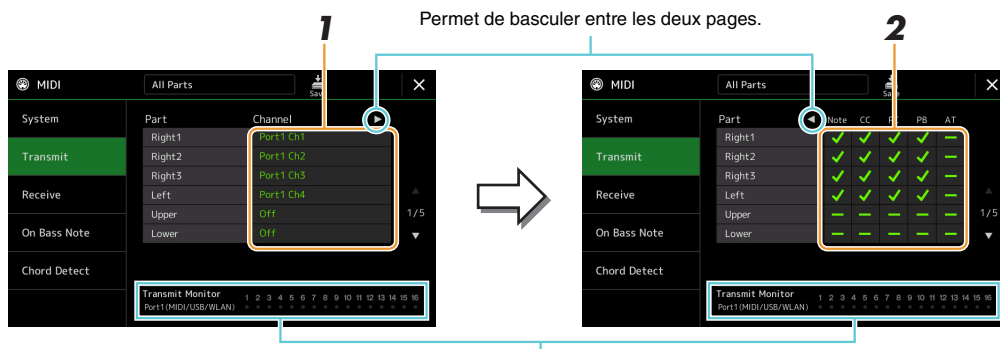 Permet de basculer entre les deux pages.
1
2
MIDI
All Parts
Save
×
System
Transmit
Receive
On Bass Note
Chord Detect
Part Channel
Right1 Port1 Ch1
Right2 Port1 Ch2
Right3 Port1 Ch3
Left Port1 Ch4
Upper Off
Lower Off
1/5
Transmit Monitor 1 2 3 4 5 6 7 8 9 10 11 12 13 14 15 16
Port1(MIDI/USB/WLAN)
MIDI
All Parts
×
System
Transmit
Receive
On Bass Note
Chord Detect
Part Note CC PB AT
Right1
Right2
Right3
Left
Upper
Lower
1/5
Transmit Monitor 1 2 3 4 5 6 7 8 9 10 11 12 13 14 15 16
Port1(MIDI/USB/WLAN)